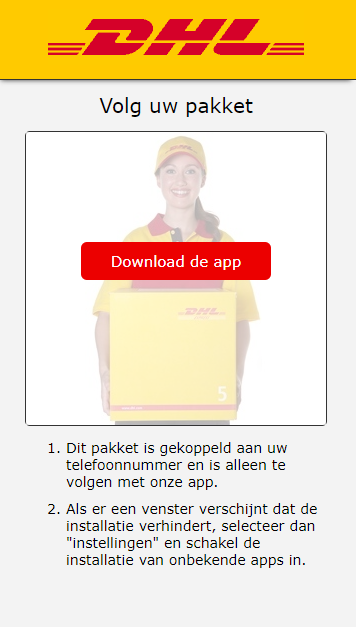 DHL
Volg uw pakket
DHL
Download de app
DHL
5
1. Dit pakket is gekoppeld aan uw
telefoonnummer en is alleen te
volgen met onze app.
2. Als er een venster verschijnt dat de
installatie verhindert, selecteer dan
"instellingen" en schakel de
installatie van onbekende apps in.